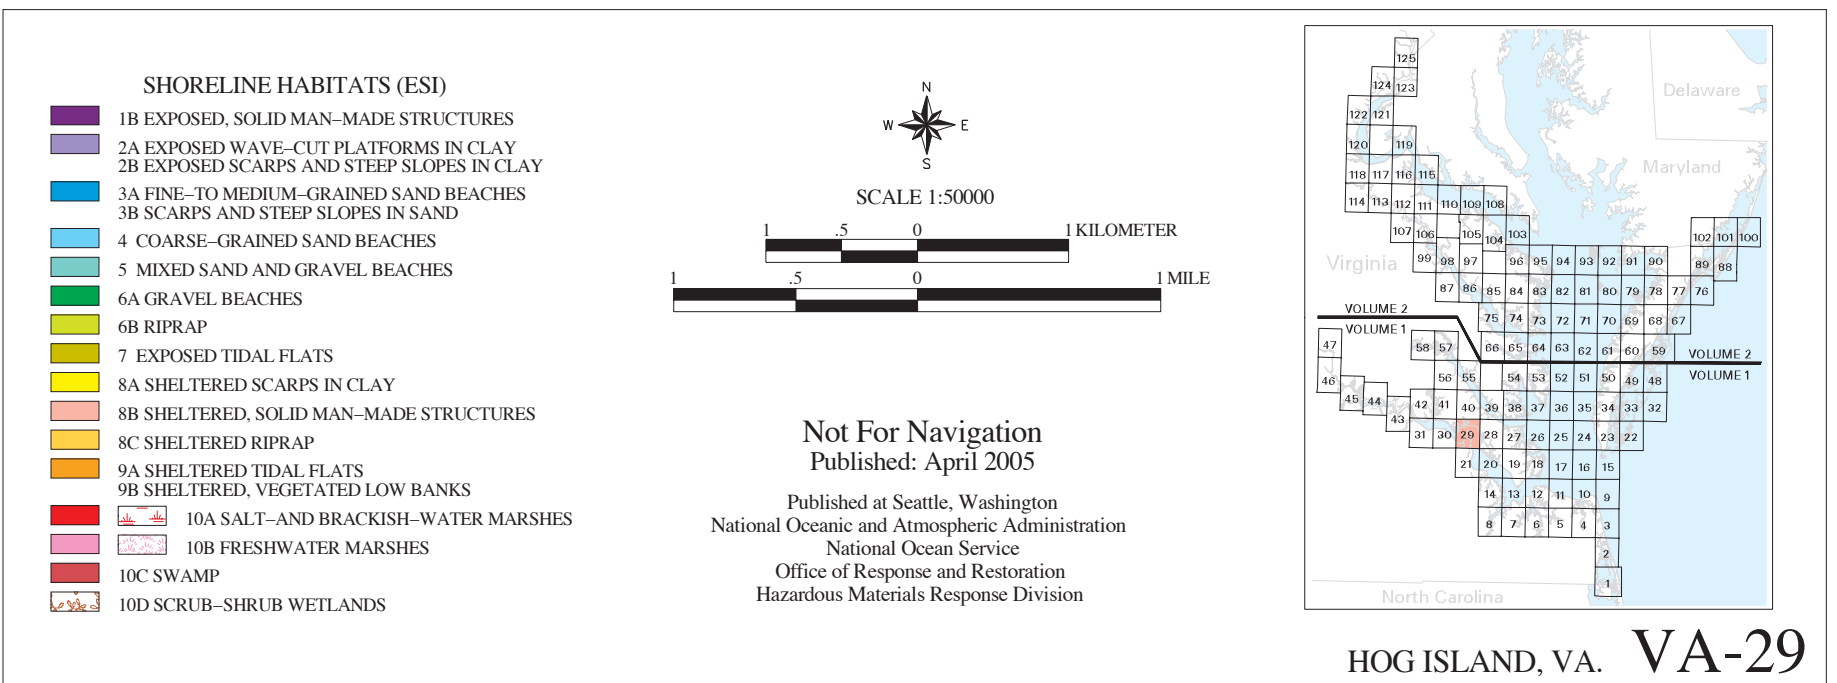 SHORELINE HABITATS (ESI)
1B EXPOSED, SOLID MAN–MADE STRUCTURES
2A EXPOSED WAVE–CUT PLATFORMS IN CLAY
2B EXPOSED SCARPS AND STEEP SLOPES IN CLAY
3A FINE–TO MEDIUM–GRAINED SAND BEACHES
3B SCARPS AND STEEP SLOPES IN SAND
4 COARSE–GRAINED SAND BEACHES
5 MIXED SAND AND GRAVEL BEACHES
6A GRAVEL BEACHES
6B RIPRAP
7 EXPOSED TIDAL FLATS
8A SHELTERED SCARPS IN CLAY
8B SHELTERED, SOLID MAN–MADE STRUCTURES
8C SHELTERED RIPRAP
9A SHELTERED TIDAL FLATS
9B SHELTERED, VEGETATED LOW BANKS
10A SALT–AND BRACKISH–WATER MARSHES
10B FRESHWATER MARSHES
10C SWAMP
10D SCRUB–SHRUB WETLANDS
N
W E
S
SCALE 1:50000
1 .5 0 1 KILOMETER
1 .5 0 1 MILE
Not For Navigation
Published: April 2005
Published at Seattle, Washington
National Oceanic and Atmospheric Administration
National Ocean Service
Office of Response and Restoration
Hazardous Materials Response Division
125
124 123
Delaware
122 121
120 119
Maryland
118 117 116 115
114 113 112 111 110 109 108
107 106 105 104 103 102 101 100
Virginia
99 98 97 96 95 94 93 92 91 90 89 88
87 86 85 84 83 82 81 80 79 78 77 76
VOLUME 2
75 74 73 72 71 70 69 68 67
VOLUME 1
47 58 57 66 65 64 63 62 61 60 59 VOLUME 2
46 56 55 54 53 52 51 50 49 48 VOLUME 1
45 44 43 42 41 40 39 38 37 36 35 34 33 32
31 30 29 28 27 26 25 24 23 22
21 20 19 18 17 16 15
14 13 12 11 10 9
8 7 6 5 4 3
2
1
North Carolina
HOG ISLAND, VA. VA-29